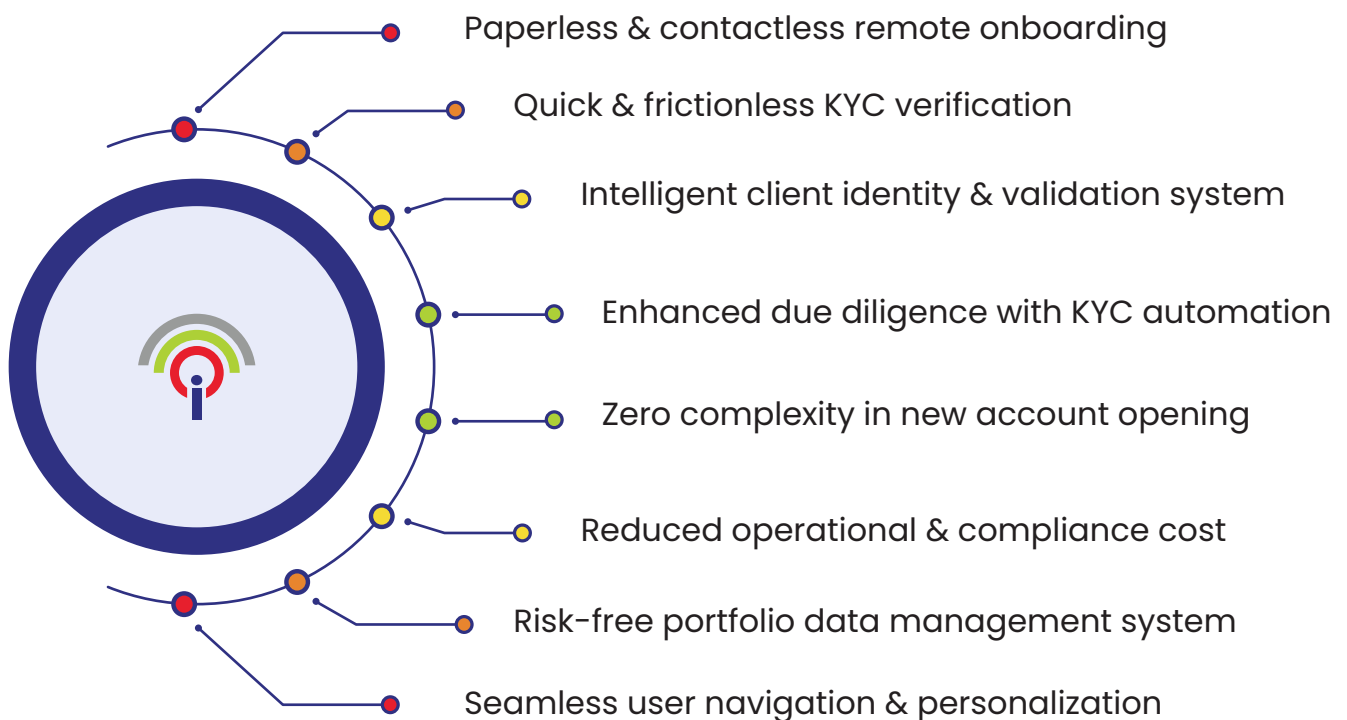 Paperless & contactless remote onboarding
Quick & frictionless KYC verification
Intelligent client identity & validation system
Enhanced due diligence with KYC automation
Zero complexity in new account opening
Reduced operational & compliance cost
Risk-free portfolio data management system
Seamless user navigation & personalization